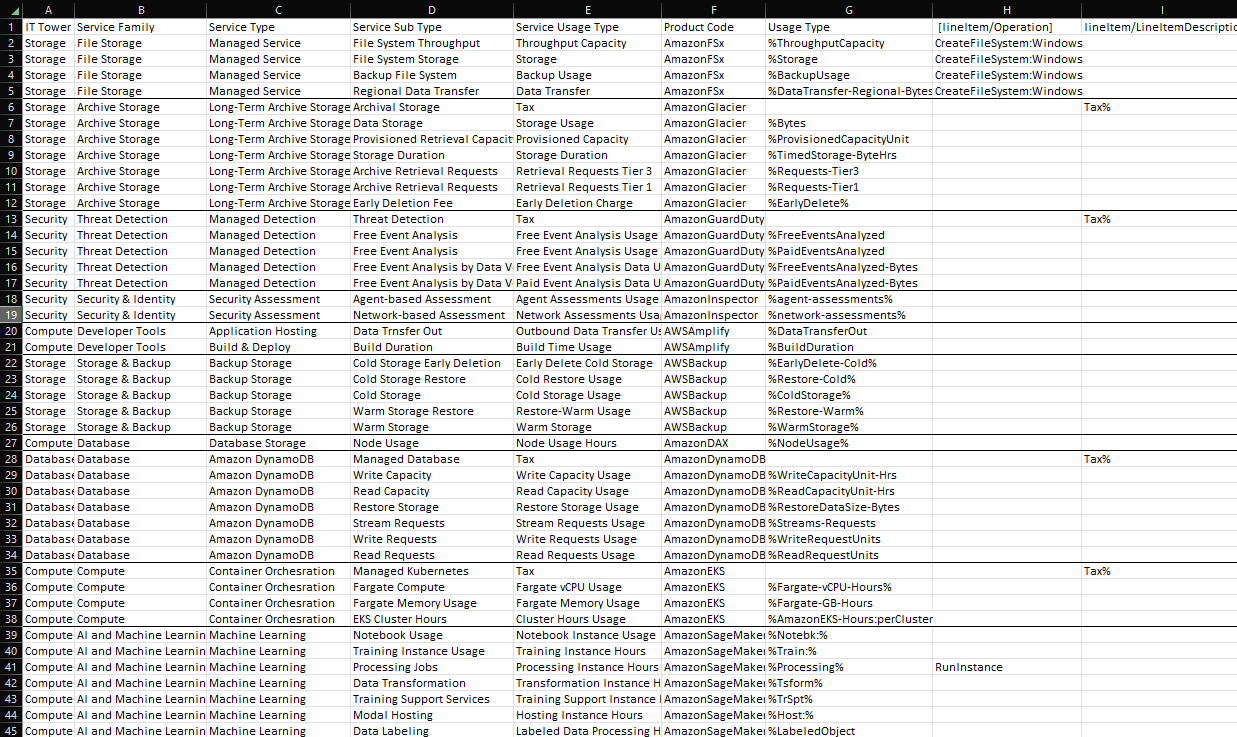 A B C D E F G H I
1 IT Tower Service Family Service Type Service Sub Type Service Usage Type Product Code Usage Type [lineItem/Operation] lineItem/LineItemDescriptio
2 Storage File Storage Managed Service File System Throughput Throughput Capacity AmazonFSx %ThroughputCapacity CreateFileSystem:Windows
3 Storage File Storage Managed Service File System Storage Storage AmazonFSx %Storage CreateFileSystem:Windows
4 Storage File Storage Managed Service Backup File System Backup Usage AmazonFSx %BackupUsage CreateFileSystem:Windows
5 Storage File Storage Managed Service Regional Data Transfer Data Transfer AmazonFSx %DataTransfer-Regional-Bytes CreateFileSystem:Windows
6 Storage Archive Storage Long-Term Archive Storage Archival Storage Tax AmazonGlacier Tax%
7 Storage Archive Storage Long-Term Archive Storage Data Storage Storage Usage AmazonGlacier %Bytes
8 Storage Archive Storage Long-Term Archive Storage Provisioned Retrieval Capacit Provisioned Capacity AmazonGlacier %ProvisionedCapacityUnit
9 Storage Archive Storage Long-Term Archive Storage Storage Duration Storage Duration AmazonGlacier %TimedStorage-ByteHrs
10 Storage Archive Storage Long-Term Archive Storage Archive Retrieval Requests Retrieval Requests Tier 3 AmazonGlacier %Requests-Tier3
11 Storage Archive Storage Long-Term Archive Storage Archive Retrieval Requests Retrieval Requests Tier 1 AmazonGlacier %Requests-Tier1
12 Storage Archive Storage Long-Term Archive Storage Early Deletion Fee Early Deletion Charge AmazonGlacier %EarlyDelete%
13 Security Threat Detection Managed Detection Threat Detection Tax AmazonGuardDuty Tax%
14 Security Threat Detection Managed Detection Free Event Analysis Free Event Analysis Usage AmazonGuardDuty %FreeEventsAnalyzed
15 Security Threat Detection Managed Detection Free Event Analysis Free Event Analysis Usage AmazonGuardDuty %PaidEventsAnalyzed
16 Security Threat Detection Managed Detection Free Event Analysis by Data V Free Event Analysis Data U AmazonGuardDuty %FreeEventsAnalyzed-Bytes
17 Security Threat Detection Managed Detection Free Event Analysis by Data V Paid Event Analysis Data U AmazonGuardDuty %PaidEventsAnalyzed-Bytes
18 Security Security & Identity Security Assessment Agent-based Assessment Agent Assessments Usage AmazonInspector %agent-assessments%
19 Security Security & Identity Security Assessment Network-based Assessment Network Assessments Usa AmazonInspector %network-assessments%
20 Compute Developer Tools Application Hosting Data Trnsfer Out Outbound Data Transfer Us AWSAmplify %DataTransferOut
21 Compute Developer Tools Build & Deploy Build Duration Build Time Usage AWSAmplify %BuildDuration
22 Storage Storage & Backup Backup Storage Cold Storage Early Deletion Early Delete Cold Storage AWSBackup %EarlyDelete-Cold%
23 Storage Storage & Backup Backup Storage Cold Storage Restore Cold Restore Usage AWSBackup %Restore-Cold%
24 Storage Storage & Backup Backup Storage Cold Storage Cold Storage Usage AWSBackup %ColdStorage%
25 Storage Storage & Backup Backup Storage Warm Storage Restore Restore-Warm Usage AWSBackup %Restore-Warm%
26 Storage Storage & Backup Backup Storage Warm Storage Warm Storage AWSBackup %WarmStorage%
27 Compute Database Database Storage Node Usage Node Usage Hours AmazonDAX %NodeUsage%
28 Database Database Amazon DynamoDB Managed Database Tax AmazonDynamoDB Tax%
29 Database Database Amazon DynamoDB Write Capacity Write Capacity Usage AmazonDynamoDB %WriteCapacityUnit-Hrs
30 Database Database Amazon DynamoDB Read Capacity Read Capacity Usage AmazonDynamoDB %ReadCapacityUnit-Hrs
31 Database Database Amazon DynamoDB Restore Storage Restore Storage Usage AmazonDynamoDB %RestoreDataSize-Bytes
32 Database Database Amazon DynamoDB Stream Requests Stream Requests Usage AmazonDynamoDB %Streams-Requests
33 Database Database Amazon DynamoDB Write Requests Write Requests Usage AmazonDynamoDB %WriteRequestUnits
34 Database Database Amazon DynamoDB Read Requests Read Requests Usage AmazonDynamoDB %ReadRequestUnits
35 Compute Compute Container Orchesration Managed Kubernetes Tax AmazonEKS Tax%
36 Compute Compute Container Orchesration Fargate Compute Fargate vCPU Usage AmazonEKS %Fargate-vCPU-Hours%
37 Compute Compute Container Orchesration Fargate Memory Usage Fargate Memory Usage AmazonEKS %Fargate-GB-Hours
38 Compute Compute Container Orchesration EKS Cluster Hours Cluster Hours Usage AmazonEKS %AmazonEKS-Hours:perCluster
39 Compute AI and Machine Learnin Machine Learning Notebook Usage Notebook Instance Usage AmazonSageMaker %Notebk:%
40 Compute AI and Machine Learnin Machine Learning Training Instance Usage Training Instance Hours AmazonSageMaker %Train:%
41 Compute AI and Machine Learnin Machine Learning Processing Jobs Processing Instance Hours AmazonSageMaker %Processing% RunInstance
42 Compute AI and Machine Learnin Machine Learning Data Transformation Transformation Instance H AmazonSageMaker %Tsform%
43 Compute AI and Machine Learnin Machine Learning Training Support Services Training Support Instance AmazonSageMaker %TrSpt%
44 Compute AI and Machine Learnin Machine Learning Modal Hosting Hosting Instance Hours AmazonSageMaker %Host:%
45 Compute AI and Machine Learnin Machine Learning Data Labeling Labeled Data Processing H AmazonSageMaker %LabeledObject